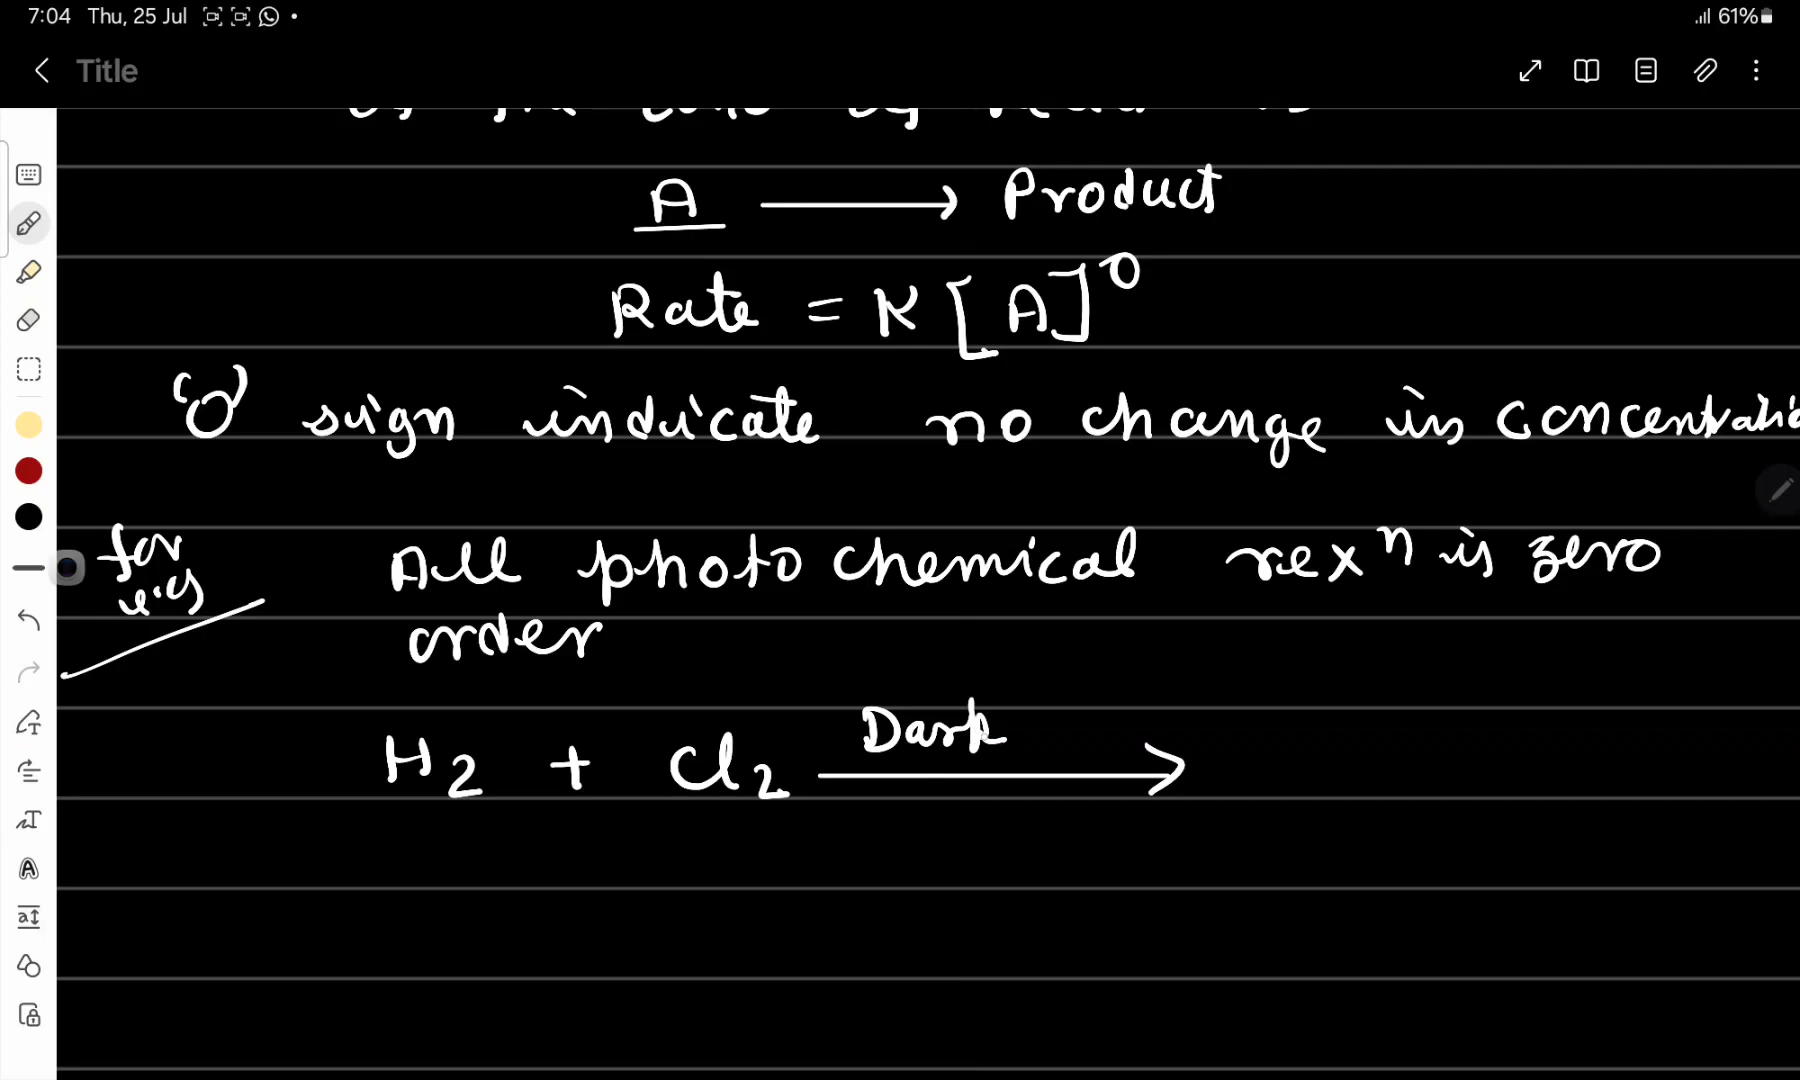 7:04 Thu, 25 Jul 61%
Title
A → Product
Rate = K [A]⁰
'O' sign indicate no change in concentratio
for
All photo chemical rexⁿ is zero
order
H₂ + Cl₂ Dark →